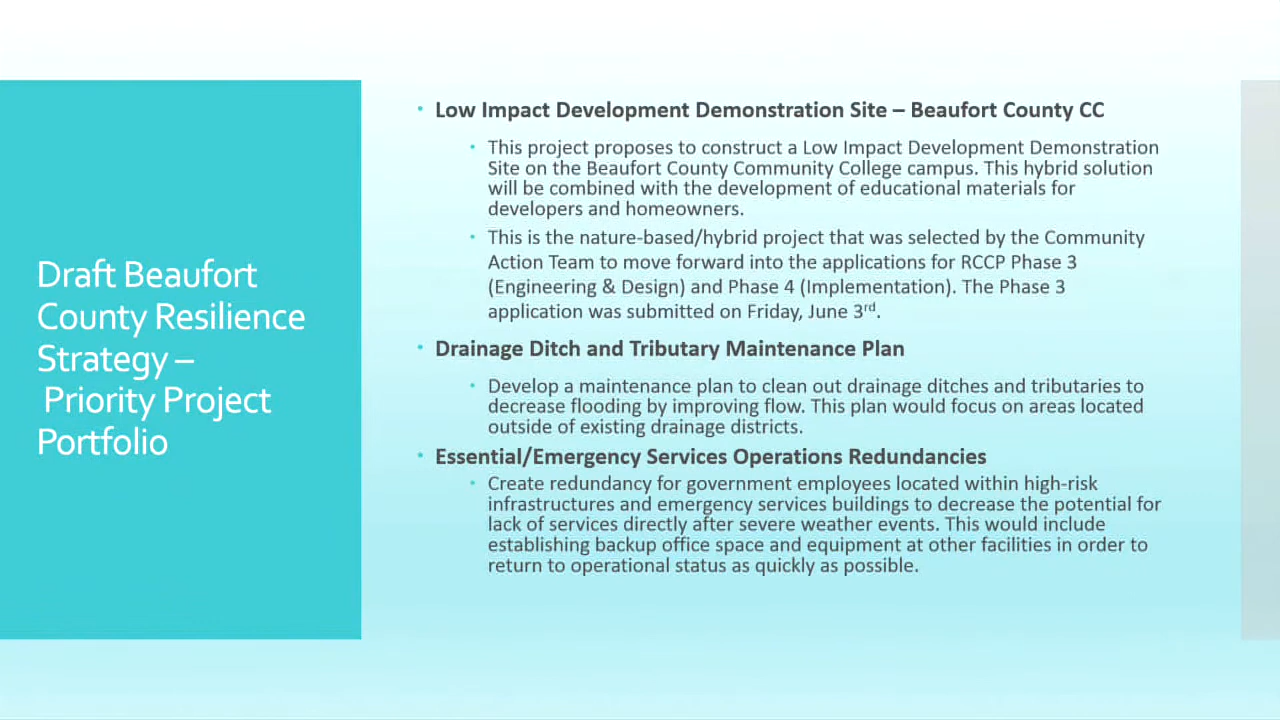 Draft Beaufort
County Resilience
Strategy –
Priority Project
Portfolio
• Low Impact Development Demonstration Site – Beaufort County CC
• This project proposes to construct a Low Impact Development Demonstration
Site on the Beaufort County Community College campus. This hybrid solution
will be combined with the development of educational materials for
developers and homeowners.
• This is the nature-based/hybrid project that was selected by the Community
Action Team to move forward into the applications for RCCP Phase 3
(Engineering & Design) and Phase 4 (Implementation). The Phase 3
application was submitted on Friday, June 3rd.
• Drainage Ditch and Tributary Maintenance Plan
• Develop a maintenance plan to clean out drainage ditches and tributaries to
decrease flooding by improving flow. This plan would focus on areas located
outside of existing drainage districts.
• Essential/Emergency Services Operations Redundancies
• Create redundancy for government employees located within high-risk
infrastructures and emergency services buildings to decrease the potential for
lack of services directly after severe weather events. This would include
establishing backup office space and equipment at other facilities in order to
return to operational status as quickly as possible.